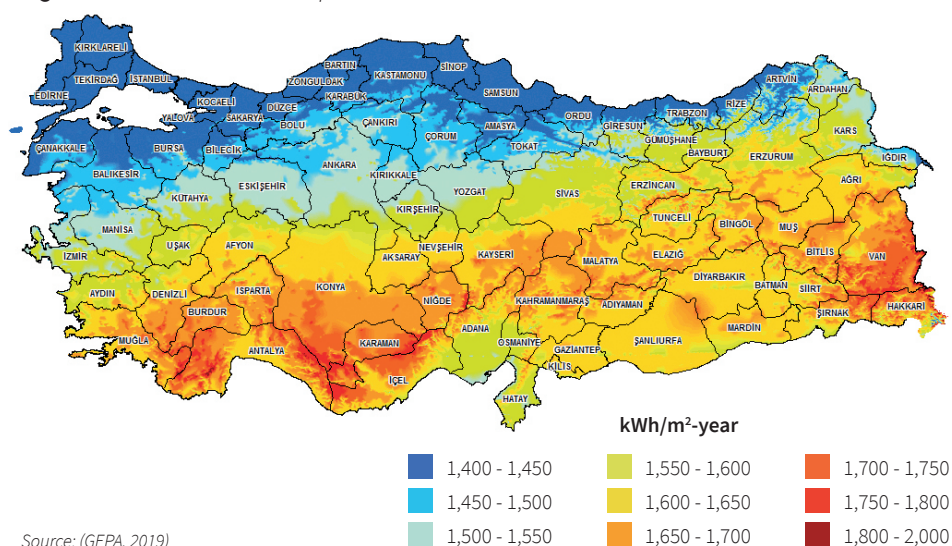 KIRKLARELİ
TEKİRDAĞ
İSTANBUL
EDİRNE
KOCAELİ
YALOVA
SAKARYA
DÜZCE
ZONGULDAK
BARTIN
KARABÜK
KASTAMONU
SİNOP
SAMSUN
ORDU
GİRESUN
TRABZON
RİZE
ARTVİN
ARDAHAN
KARS
IĞDIR
ÇANAKKALE
BALIKESİR
BURSA
BİLECİK
BOLU
ÇANKIRI
ÇORUM
AMASYA
TOKAT
GÜMÜŞHANE
BAYBURT
ERZURUM
AĞRI
KÜTAHYA
ESKİŞEHİR
ANKARA
KIRIKKALE
YOZGAT
SİVAS
ERZİNCAN
TUNCELİ
BİNGÖL
MUŞ
BİTLİS
VAN
MANİSA
İZMİR
UŞAK
AFYON
KIRŞEHİR
NEVŞEHİR
AKSARAY
KAYSERİ
MALATYA
ELAZIĞ
DİYARBAKIR
BATMAN
SİİRT
ŞIRNAK
HAKKARİ
AYDIN
DENİZLİ
ISPARTA
BURDUR
KONYA
NİĞDE
KAHRAMANMARAŞ
ADIYAMAN
ŞANLIURFA
MARDİN
MUĞLA
ANTALYA
KARAMAN
İÇEL
ADANA
OSMANİYE
GAZİANTEP
KİLİS
HATAY
kWh/m²-year
1,400 - 1,450
1,450 - 1,500
1,500 - 1,550
1,550 - 1,600
1,600 - 1,650
1,650 - 1,700
1,700 - 1,750
1,750 - 1,800
1,800 - 2,000
Source: (GEPA, 2019)